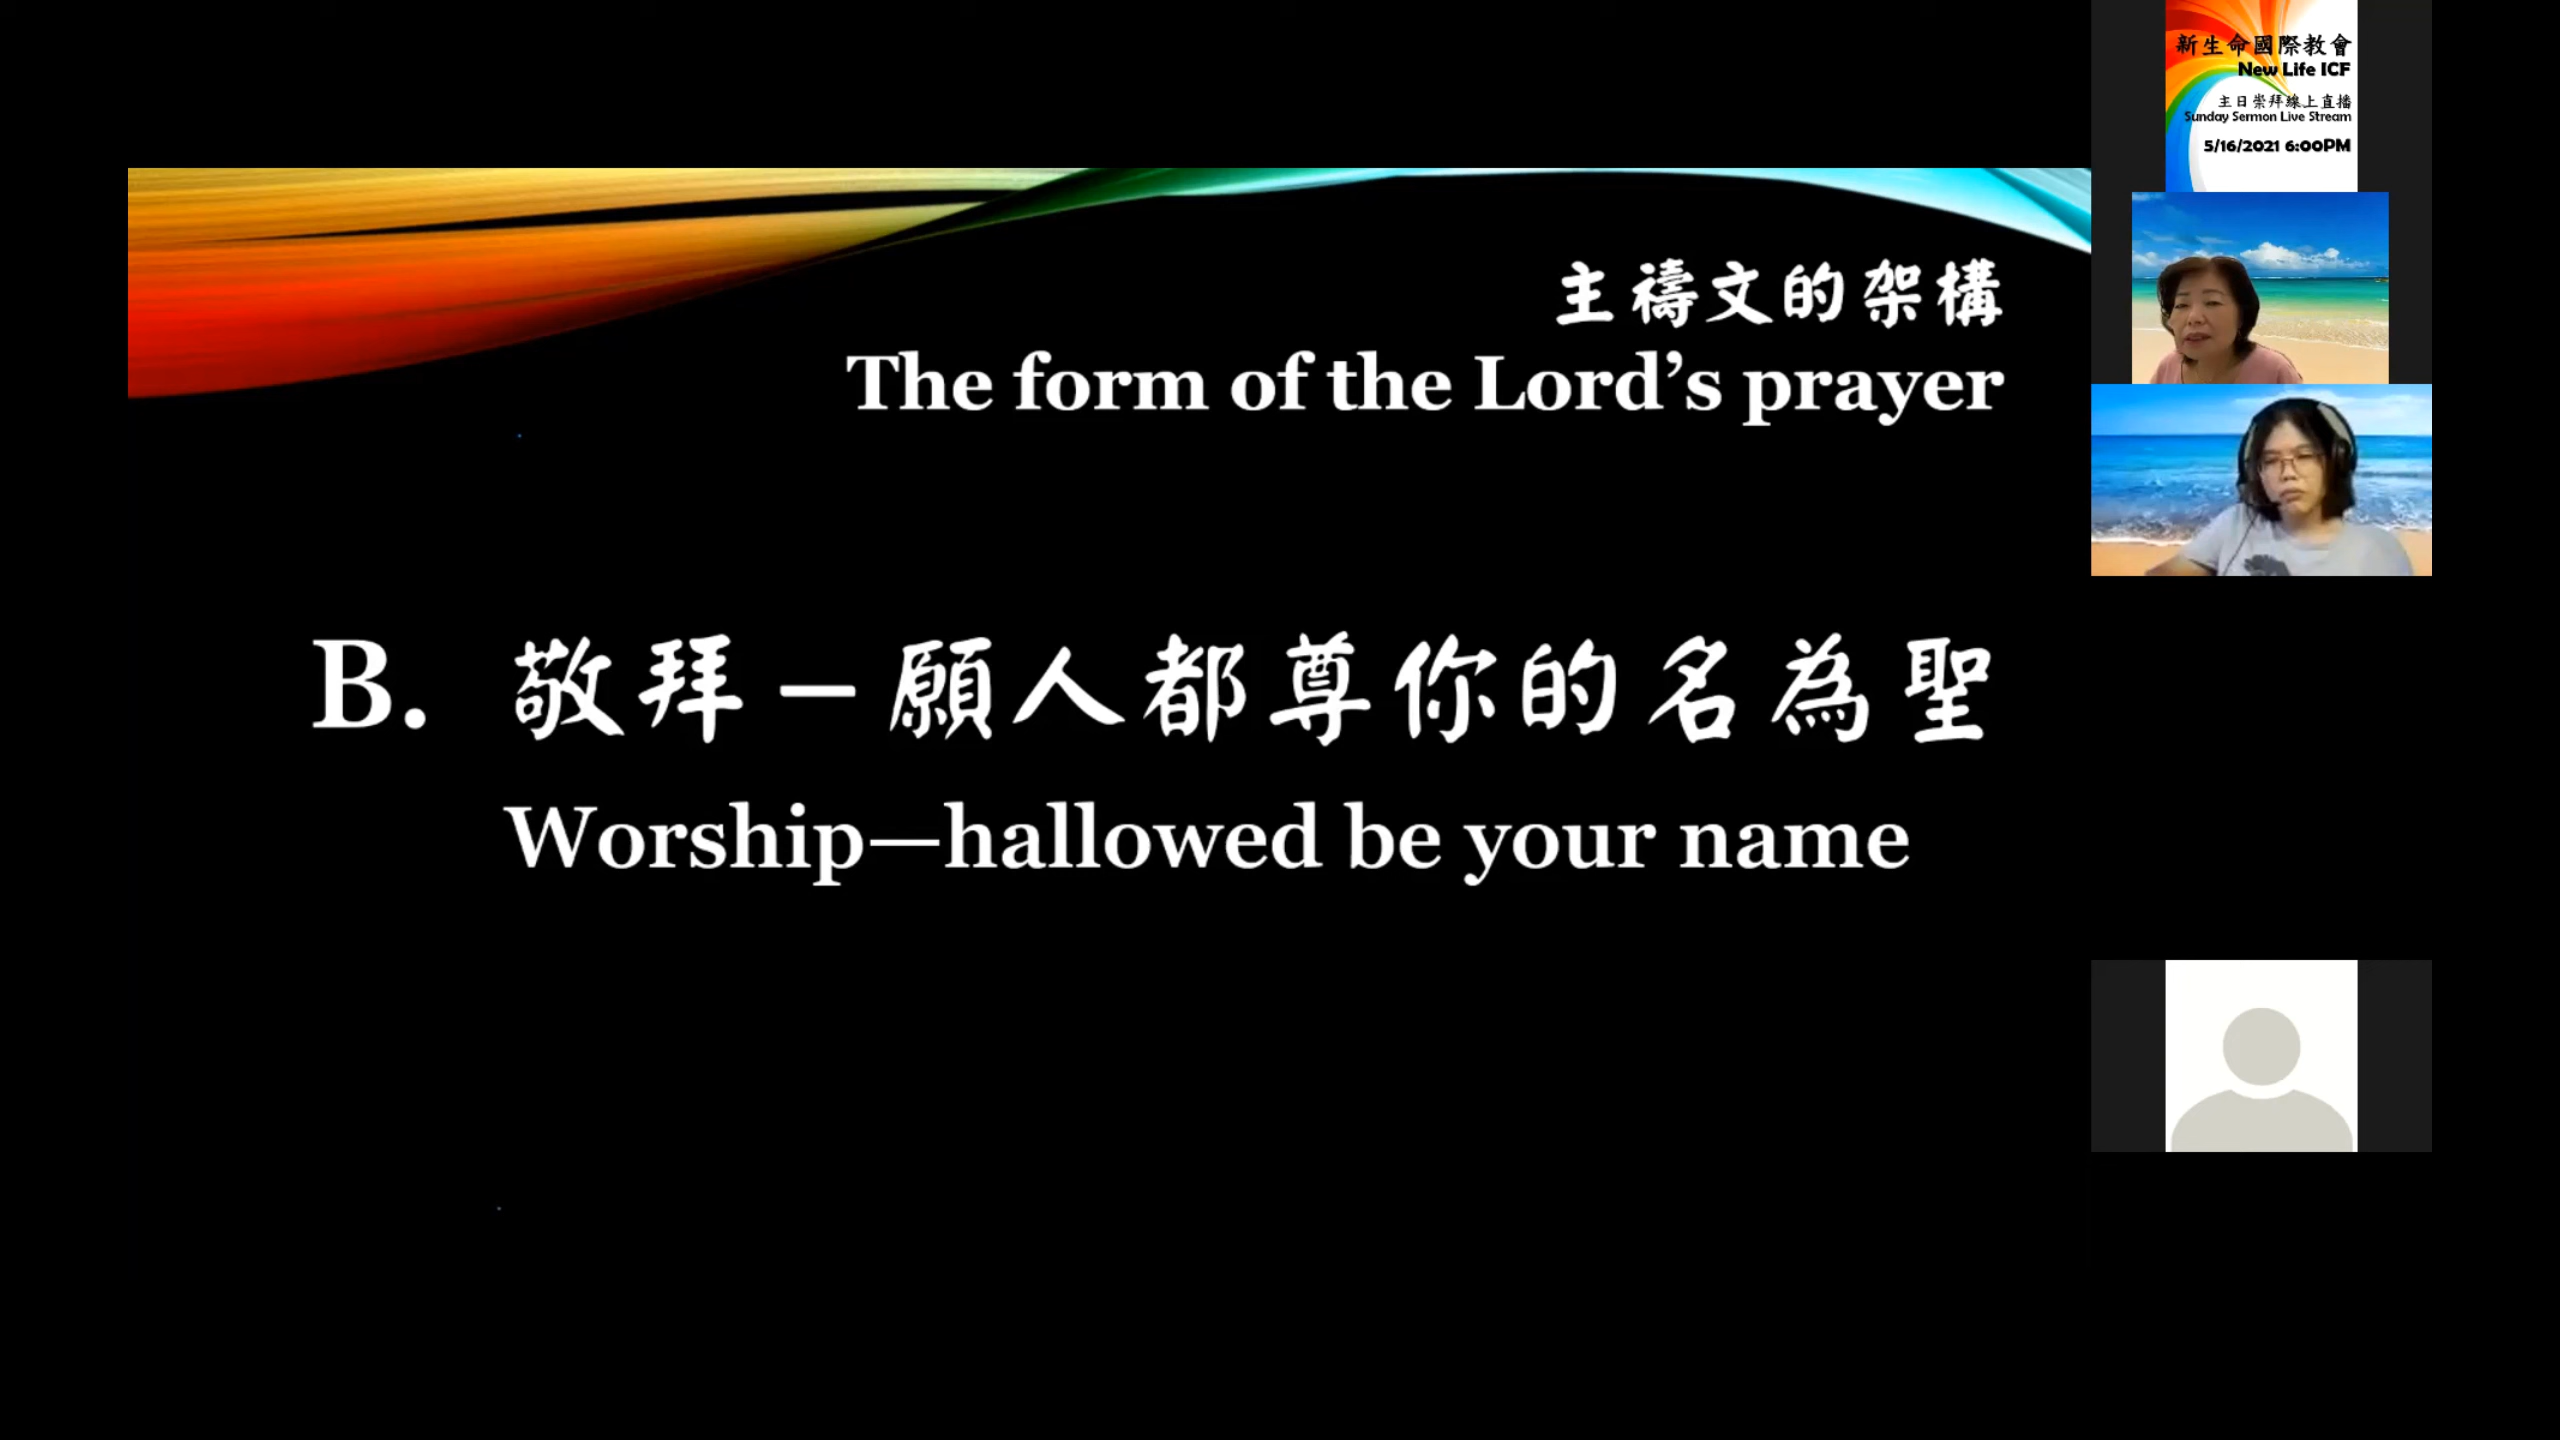 主禱文的架構
The form of the Lord’s prayer
B. 敬拜－願人都尊你的名為聖
Worship—hallowed be your name
新生命國際教會
New Life ICF
主日崇拜線上直播
Sunday Sermon Live Stream
5/16/2021 6:00PM